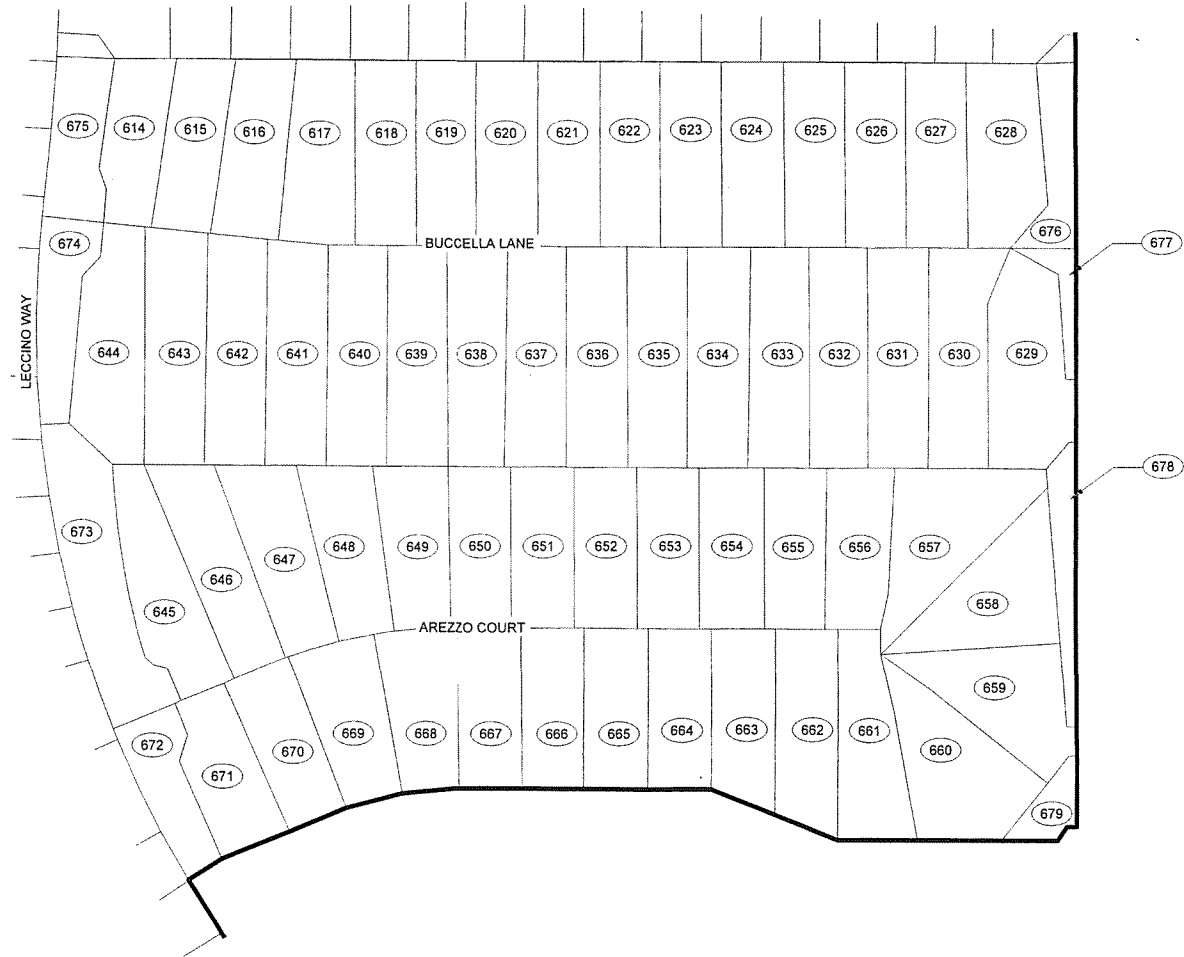 675 614 615 616 617 618 619 620 621 622 623 624 625 626 627 628
674 BUCCELLA LANE 676 677
LECCINO WAY
644 643 642 641 640 639 638 637 636 635 634 633 632 631 630 629
678
673 645 646 647 648 649 650 651 652 653 654 655 656 657
658
AREZZO COURT
659
672 671 670 669 668 667 666 665 664 663 662 661 660
679